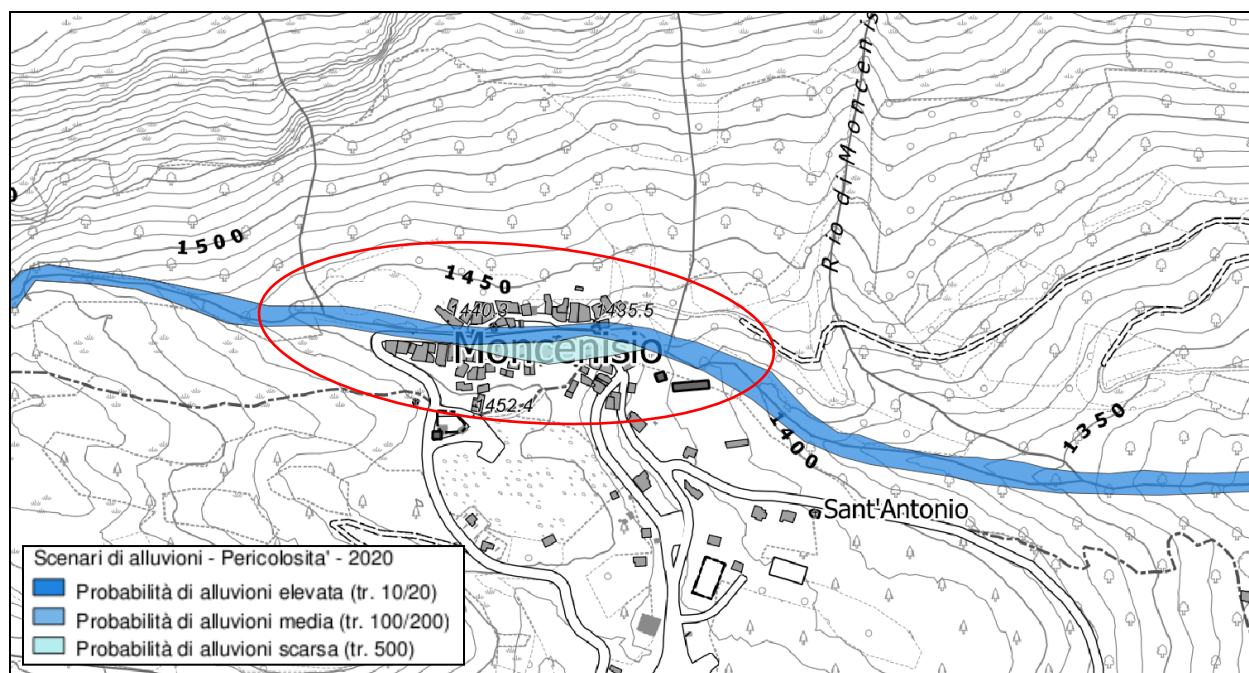 Rio di Moncenis
0
1500
1450
1440.3
1435.5
Moncenisio
1452.4
1400
1350
Sant'Antonio
Scenari di alluvioni - Pericolosita' - 2020
Probabilità di alluvioni elevata (tr. 10/20)
Probabilità di alluvioni media (tr. 100/200)
Probabilità di alluvioni scarsa (tr. 500)